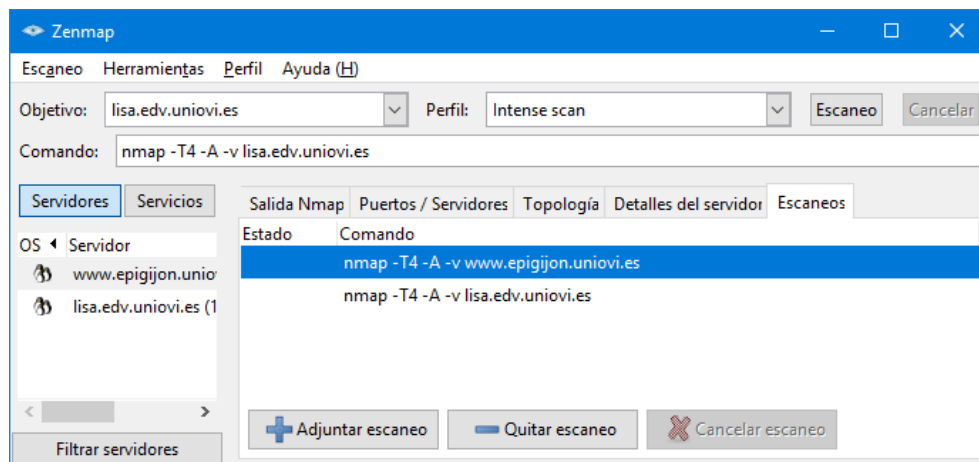 Zenmap
Escaneo Herramientas Perfil Ayuda (H)
Objetivo: lisa.edv.uniovi.es Perfil: Intense scan Escaneo Cancelar
Comando: nmap -T4 -A -v lisa.edv.uniovi.es
Servidores Servicios Salida Nmap Puertos / Servidores Topología Detalles del servidor Escaneos
OS Servidor Estado Comando
www.epigijon.unio nmap -T4 -A -v www.epigijon.uniovi.es
lisa.edv.uniovi.es (1 nmap -T4 -A -v lisa.edv.uniovi.es
Adjuntar escaneo Quitar escaneo Cancelar escaneo
Filtrar servidores